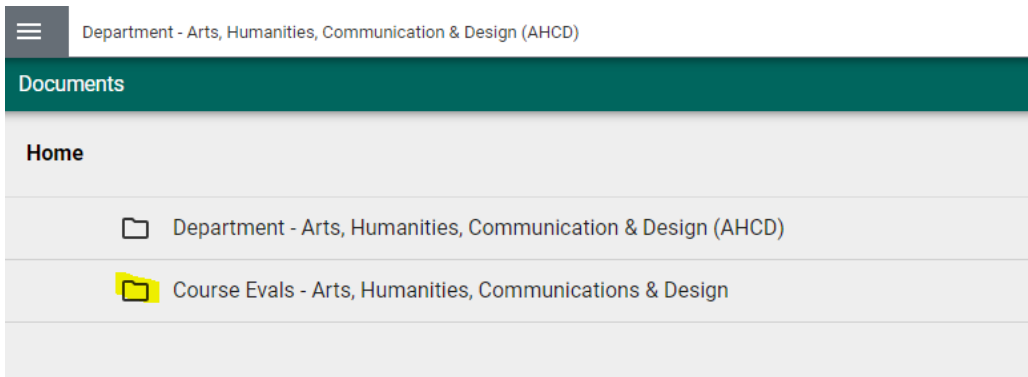 Department - Arts, Humanities, Communication & Design (AHCD)
Documents
Home
Department - Arts, Humanities, Communication & Design (AHCD)
Course Evals - Arts, Humanities, Communications & Design